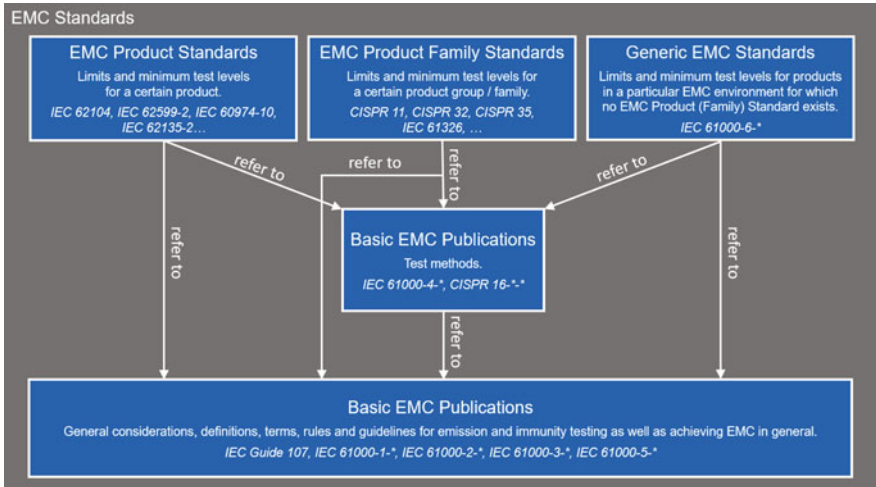 EMC Standards
EMC Product Standards
Limits and minimum test levels
for a certain product.
IEC 62104, IEC 62599-2, IEC 60974-10,
IEC 62135-2…
EMC Product Family Standards
Limits and minimum test levels for
a certain product group / family.
CISPR 11, CISPR 32, CISPR 35,
IEC 61326, …
Generic EMC Standards
Limits and minimum test levels for products
in a particular EMC environment for which
no EMC Product (Family) Standard exists.
IEC 61000-6-*
refer to
refer to
refer to
refer to
refer to
refer to
Basic EMC Publications
Test methods.
IEC 61000-4-*, CISPR 16-*-*
refer to
refer to
Basic EMC Publications
General considerations, definitions, terms, rules and guidelines for emission and immunity testing as well as achieving EMC in general.
IEC Guide 107, IEC 61000-1-*, IEC 61000-2-*, IEC 61000-3-*, IEC 61000-5-*